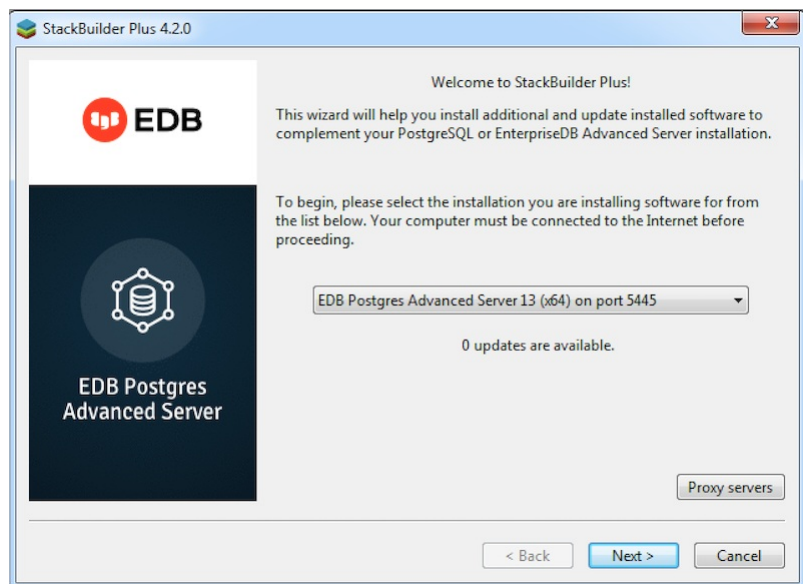 StackBuilder Plus 4.2.0
EDB
Welcome to StackBuilder Plus!
This wizard will help you install additional and update installed software to
complement your PostgreSQL or EnterpriseDB Advanced Server installation.
To begin, please select the installation you are installing software for from
the list below. Your computer must be connected to the Internet before
proceeding.
EDB Postgres Advanced Server 13 (x64) on port 5445
0 updates are available.
EDB Postgres
Advanced Server
Proxy servers
< Back
Next >
Cancel